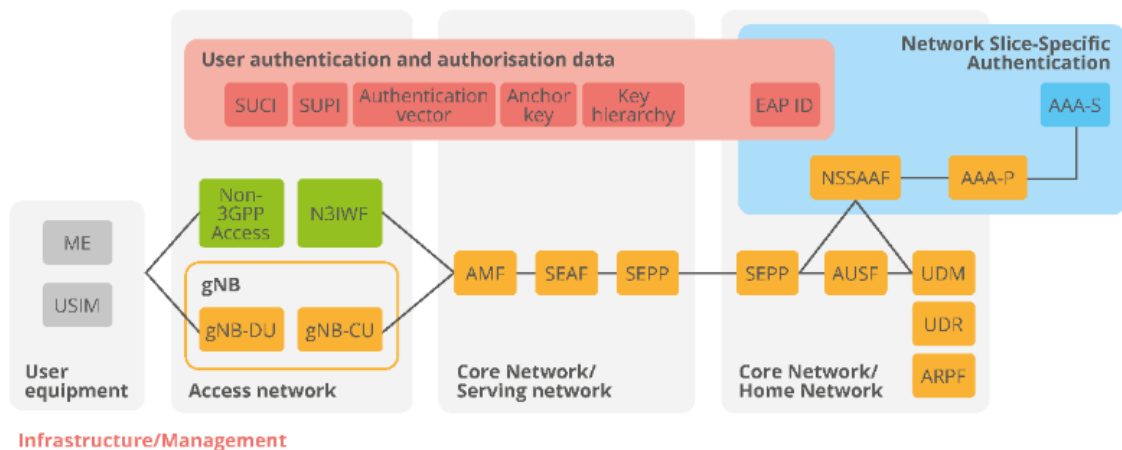 User authentication and authorisation data
SUCI
SUPI
Authentication
vector
Anchor
key
Key
hierarchy
EAP ID
Network Slice-Specific
Authentication
AAA-S
NSSAAF
AAA-P
Non-
3GPP
Access
N3IWF
ME
USIM
gNB
gNB-DU
gNB-CU
AMF
SEAF
SEPP
SEPP
AUSF
UDM
UDR
ARPF
User
equipment
Access network
Core Network/
Serving network
Core Network/
Home Network
Infrastructure/Management